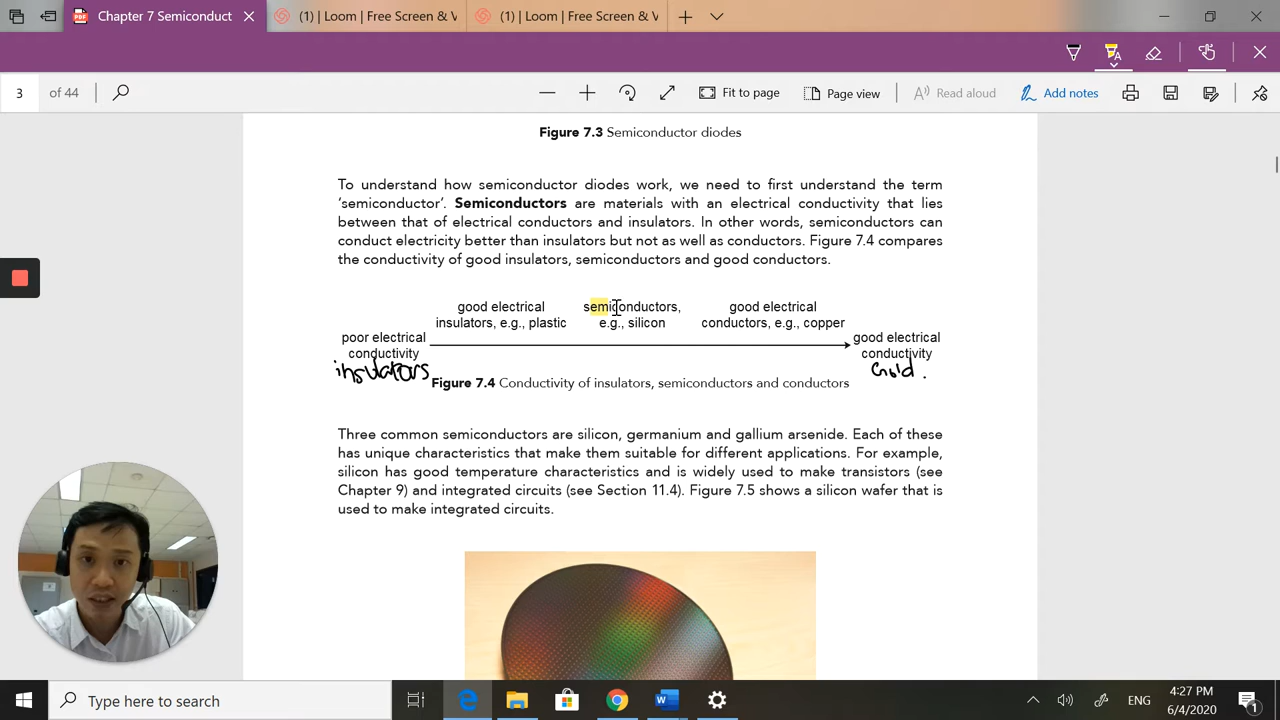 Chapter 7 Semiconduct
(1) | Loom | Free Screen & V
(1) | Loom | Free Screen & V
3 of 44
Fit to page
Page view
Read aloud
Add notes
Figure 7.3 Semiconductor diodes
To understand how semiconductor diodes work, we need to first understand the term
‘semiconductor’. Semiconductors are materials with an electrical conductivity that lies
between that of electrical conductors and insulators. In other words, semiconductors can
conduct electricity better than insulators but not as well as conductors. Figure 7.4 compares
the conductivity of good insulators, semiconductors and good conductors.
good electrical
insulators, e.g., plastic
semiconductors,
e.g., silicon
good electrical
conductors, e.g., copper
poor electrical
conductivity
good electrical
conductivity
insulators
Gold.
Figure 7.4 Conductivity of insulators, semiconductors and conductors
Three common semiconductors are silicon, germanium and gallium arsenide. Each of these
has unique characteristics that make them suitable for different applications. For example,
silicon has good temperature characteristics and is widely used to make transistors (see
Chapter 9) and integrated circuits (see Section 11.4). Figure 7.5 shows a silicon wafer that is
used to make integrated circuits.
Type here to search
ENG
4:27 PM
6/4/2020
1